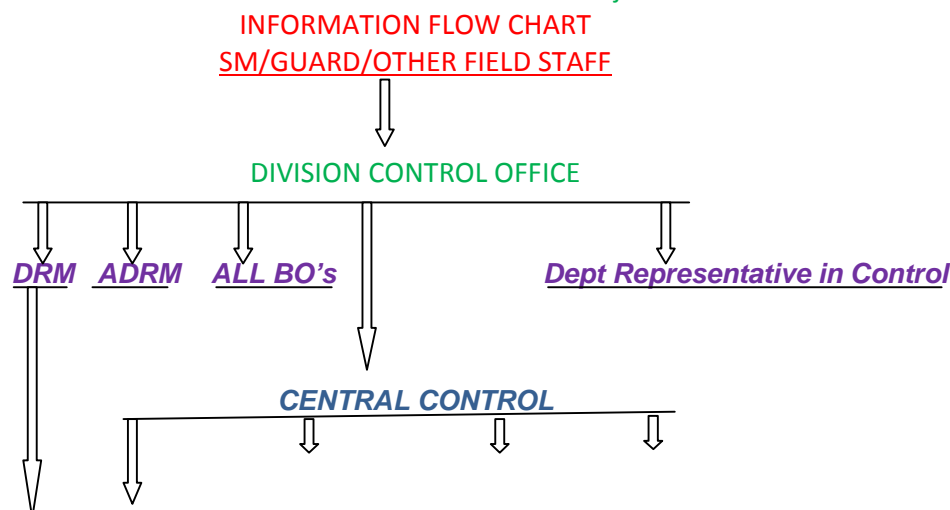 INFORMATION FLOW CHART
SM/GUARD/OTHER FIELD STAFF
DIVISION CONTROL OFFICE
DRM ADRM ALL BO's Dept Representative in Control
CENTRAL CONTROL